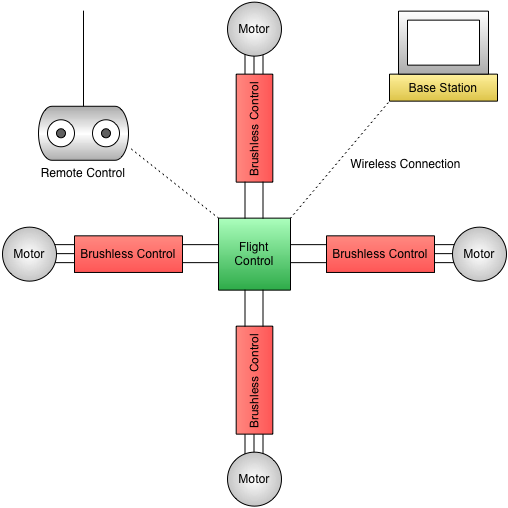 Motor
Brushless Control
Base Station
Remote Control
Wireless Connection
Motor
Brushless Control
Flight
Control
Brushless Control
Motor
Brushless Control
Motor